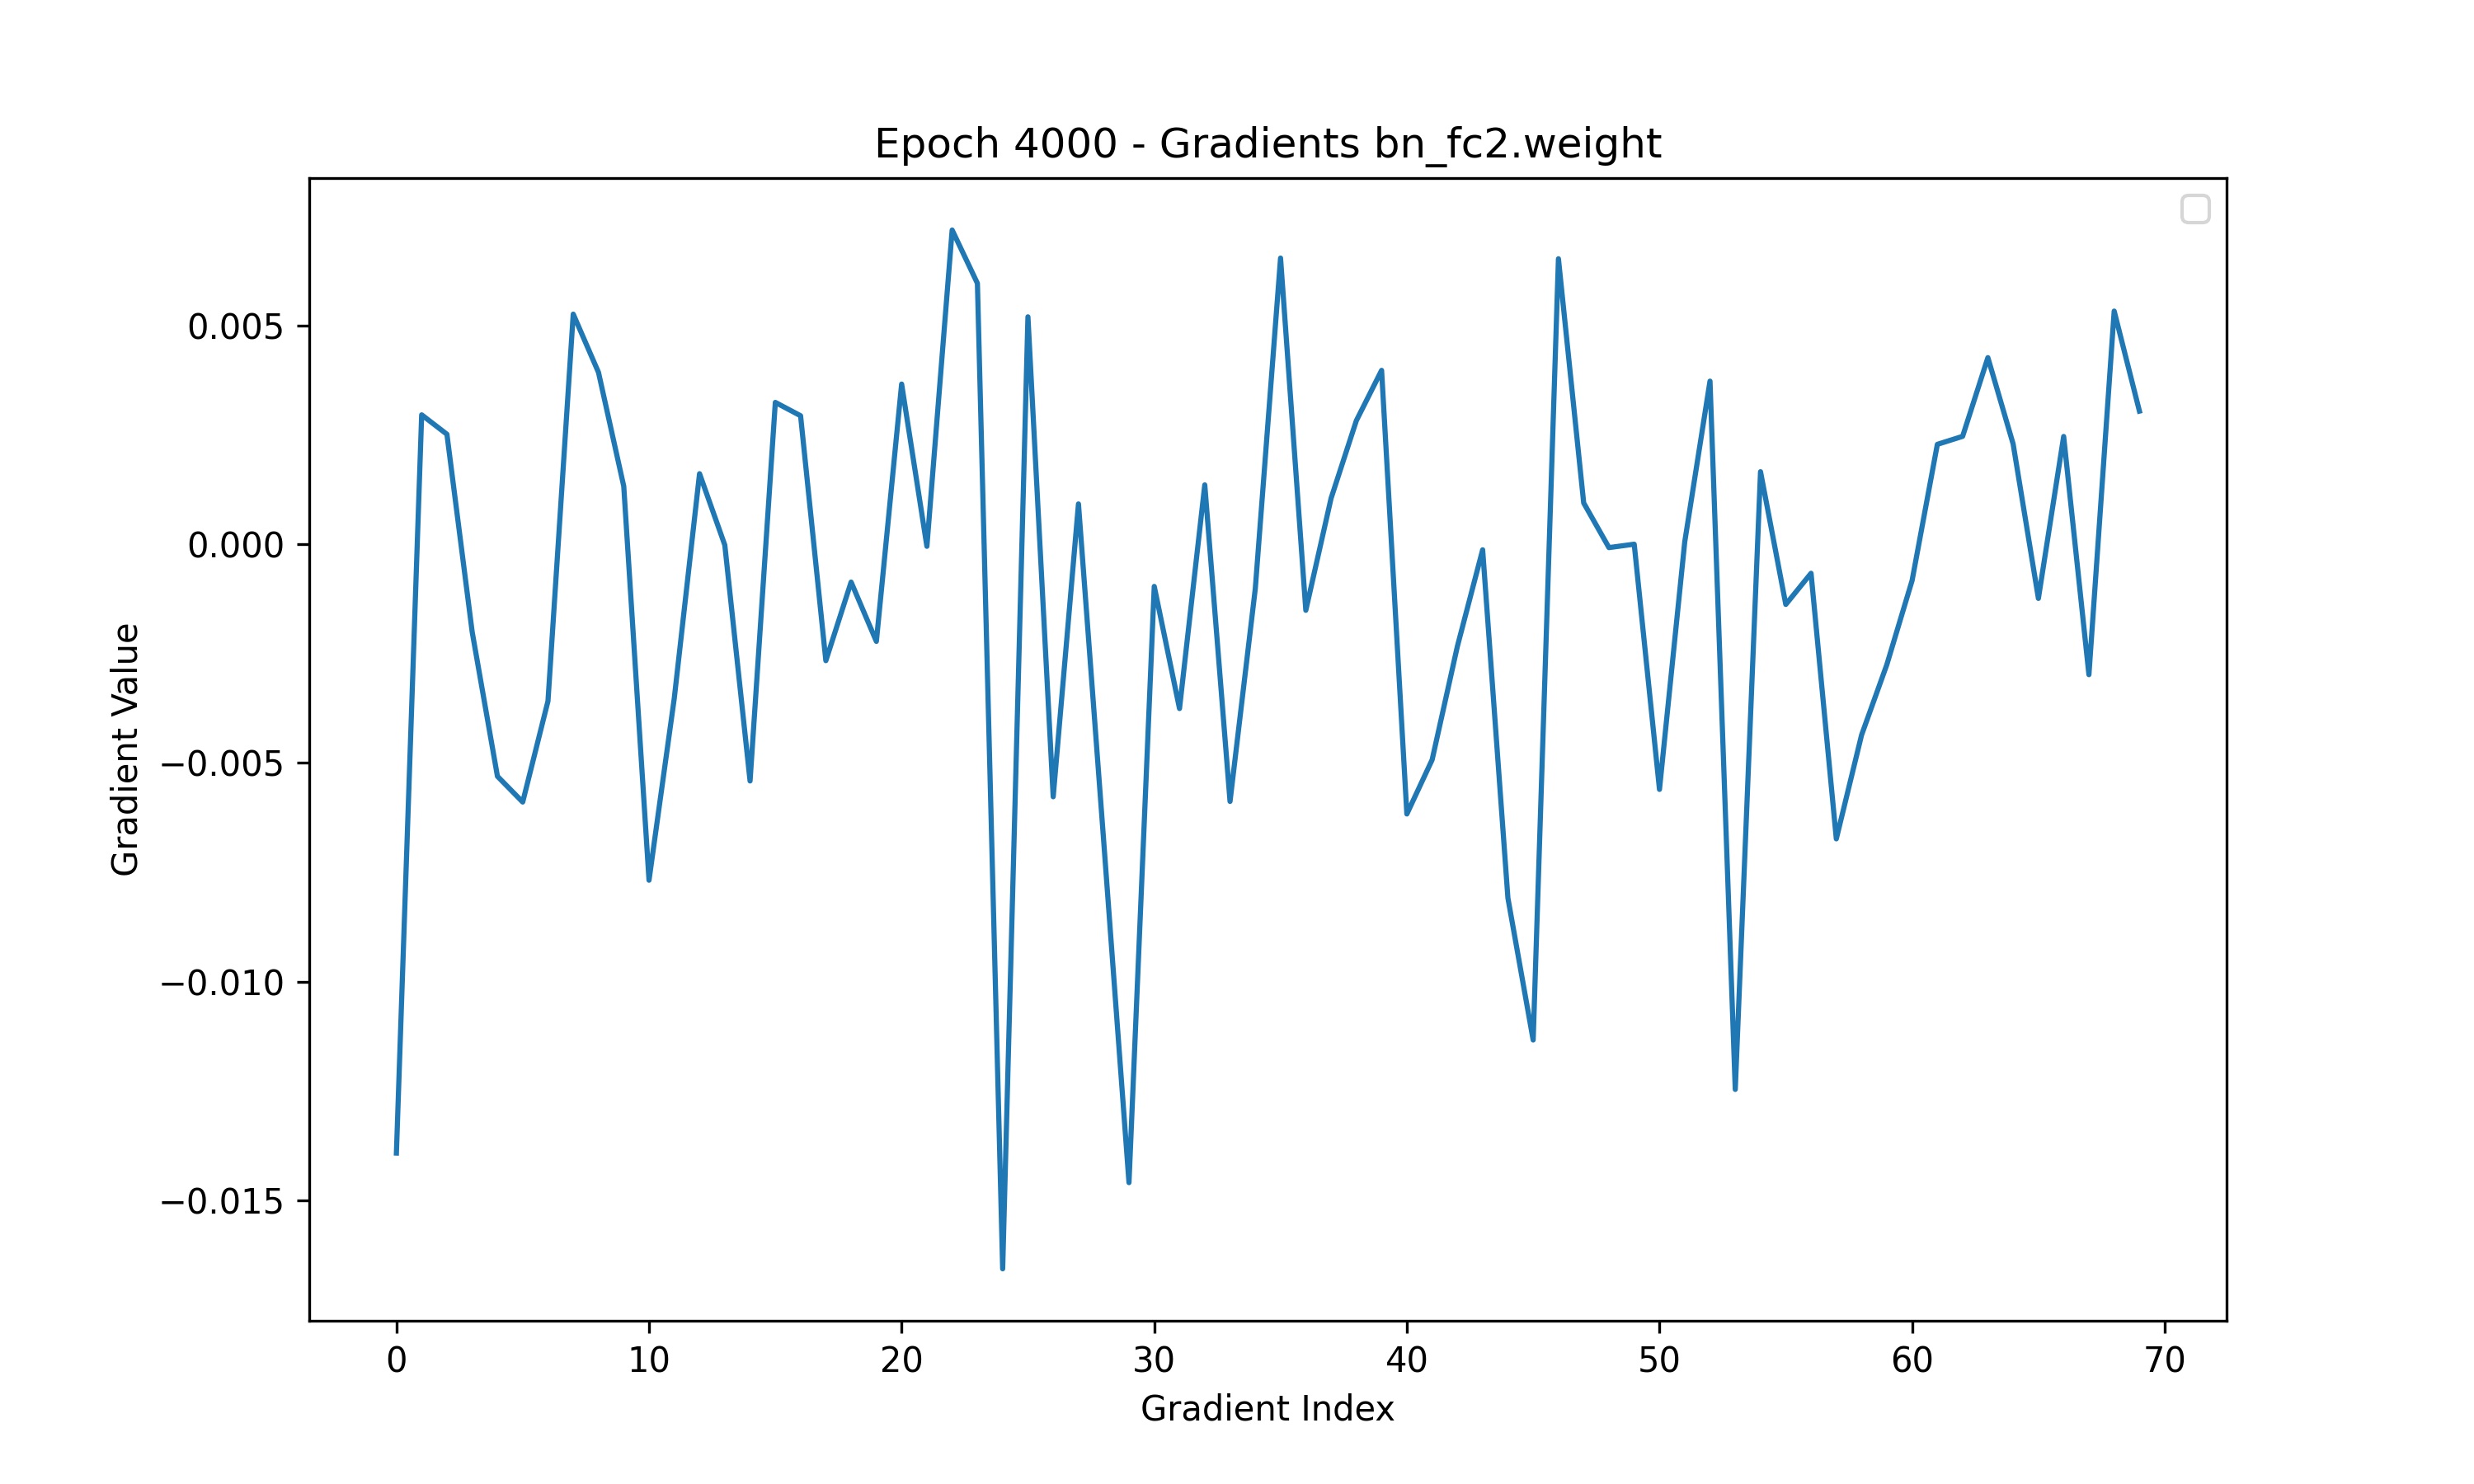 Epoch 4000 - Gradients bn_fc2.weight
Gradient Value
0.005
0.000
−0.005
−0.010
−0.015
0 10 20 30 40 50 60 70
Gradient Index